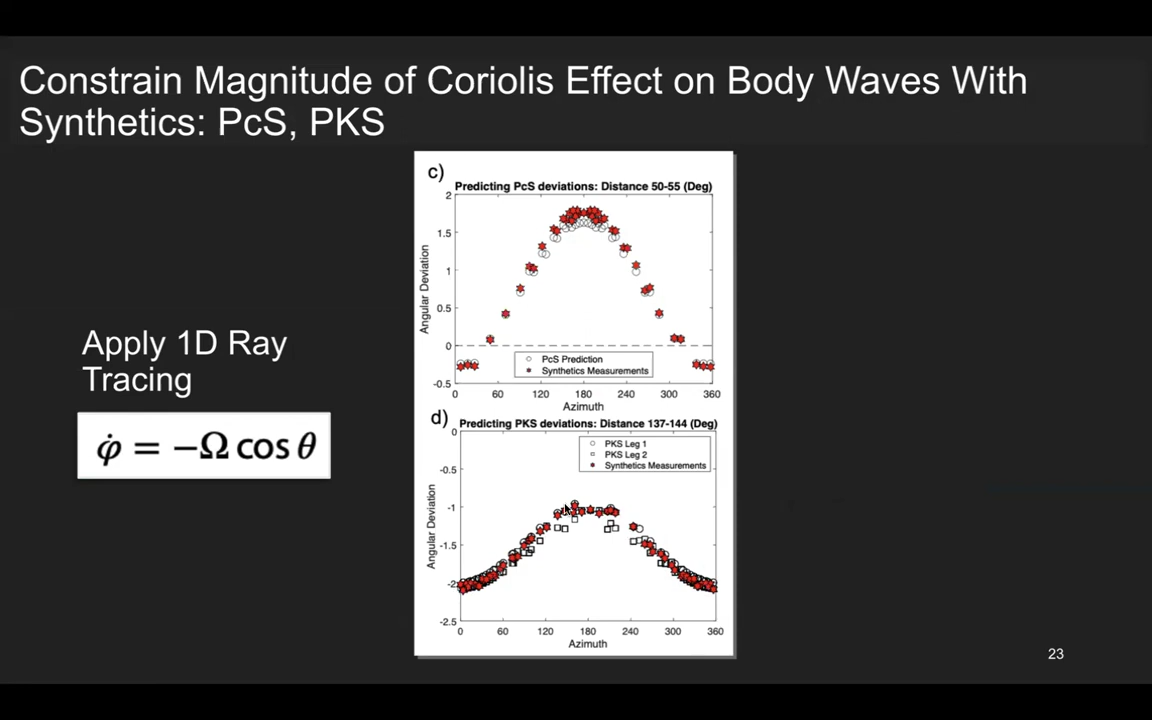 Constrain Magnitude of Coriolis Effect on Body Waves With
Synthetics: PcS, PKS
Apply 1D Ray
Tracing
φ̇ = −Ω cos θ
c)
Predicting PcS deviations: Distance 50-55 (Deg)
Angular Deviation
2
1.5
1
0.5
0
-0.5
PcS Prediction
Synthetics Measurements
0 60 120 180 240 300 360
Azimuth
d)
Predicting PKS deviations: Distance 137-144 (Deg)
Angular Deviation
0
-0.5
-1
-1.5
-2
-2.5
PKS Leg 1
PKS Leg 2
Synthetics Measurements
0 60 120 180 240 300 360
Azimuth
23